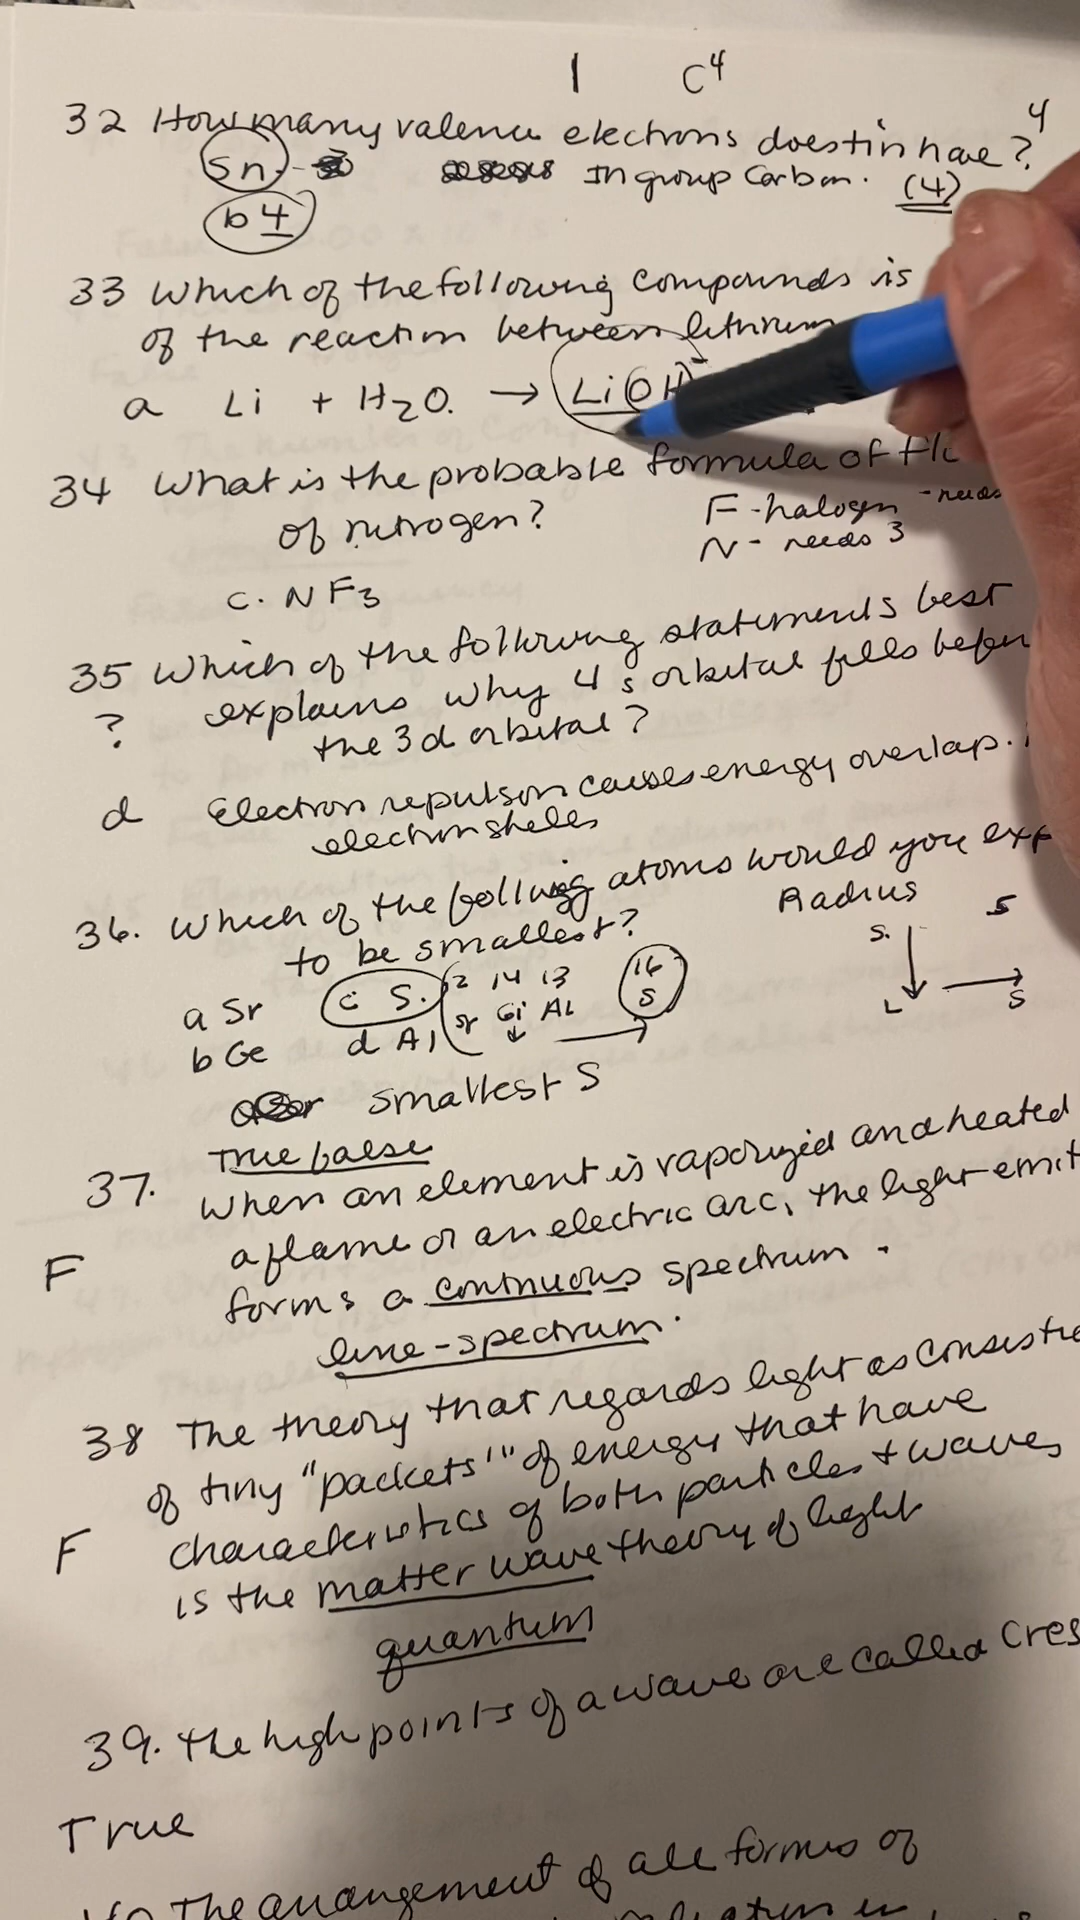 1 C⁴
32 How many valence electrons does tin have? 4
Sn. - In group Carbon. (4)
b 4
33 Which of the following compounds is
of the reaction between lithium
a Li + H₂O. → Li(OH)⁻
34 What is the probable formula of
of nitrogen? F - halogen - needs
N - needs 3
c. NF₃
35 Which of the following statements best
? explains why 4s orbital fills before
the 3d orbital?
d Electron repulson causes energy overlap.
electron shells
36. Which of the follwing atoms would you exp
to be smallest? Radius
a Sr c S. 12 14 13 16 S. S
b Ge d Al Sr Gi AL S L S
smallest S
True false
37. When an element is vaporized and heated
a flame or an electric arc, the light emit
F forms a continuous spectrum.
line-spectrum.
38 The theory that regards light as consistin
of tiny "packets" of energy that have
F characteristics of both particles + waves
is the matter wave theory of light
quantum
39. The high points of a wave are called Cres
True
The arrangement of all forms of